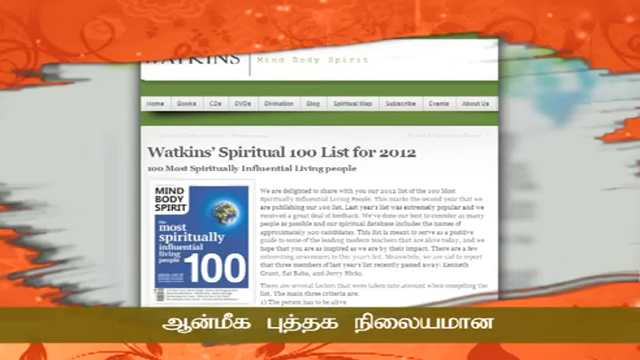 WATKINS Mind Body Spirit
Home Books CDs DVDs Divination Blog Spiritual Map Subscribe Events About Us
Watkins' Spiritual 100 List for 2012
100 Most Spiritually Influential Living people
MIND
BODY
SPIRIT
the
most
spiritually
influential
living
people
100
We are delighted to share with you our 2012 list of the 100 Most
Spiritually Influential Living People. This marks the second year that we
are publishing our 100 list. Last year's list was extremely popular and we
received a great deal of feedback. We've done our best to consider as many
people as possible and our spiritual database includes the names of
approximately 500 candidates. This list is meant to serve as a positive
guide to some of the leading modern teachers that are alive today, and we
hope that you are as inspired as we are by their impact. There are a few
interesting newcomers to this year's list. Meanwhile, we are sad to report
that three members of last year's list recently passed away: Kenneth
Grant, Sai Baba, and Jerry Hicks.
There are several factors that were taken into account when compiling the
list. The main three criteria are:
1) The person has to be alive
ஆன்மீக புத்தக நிலையமான